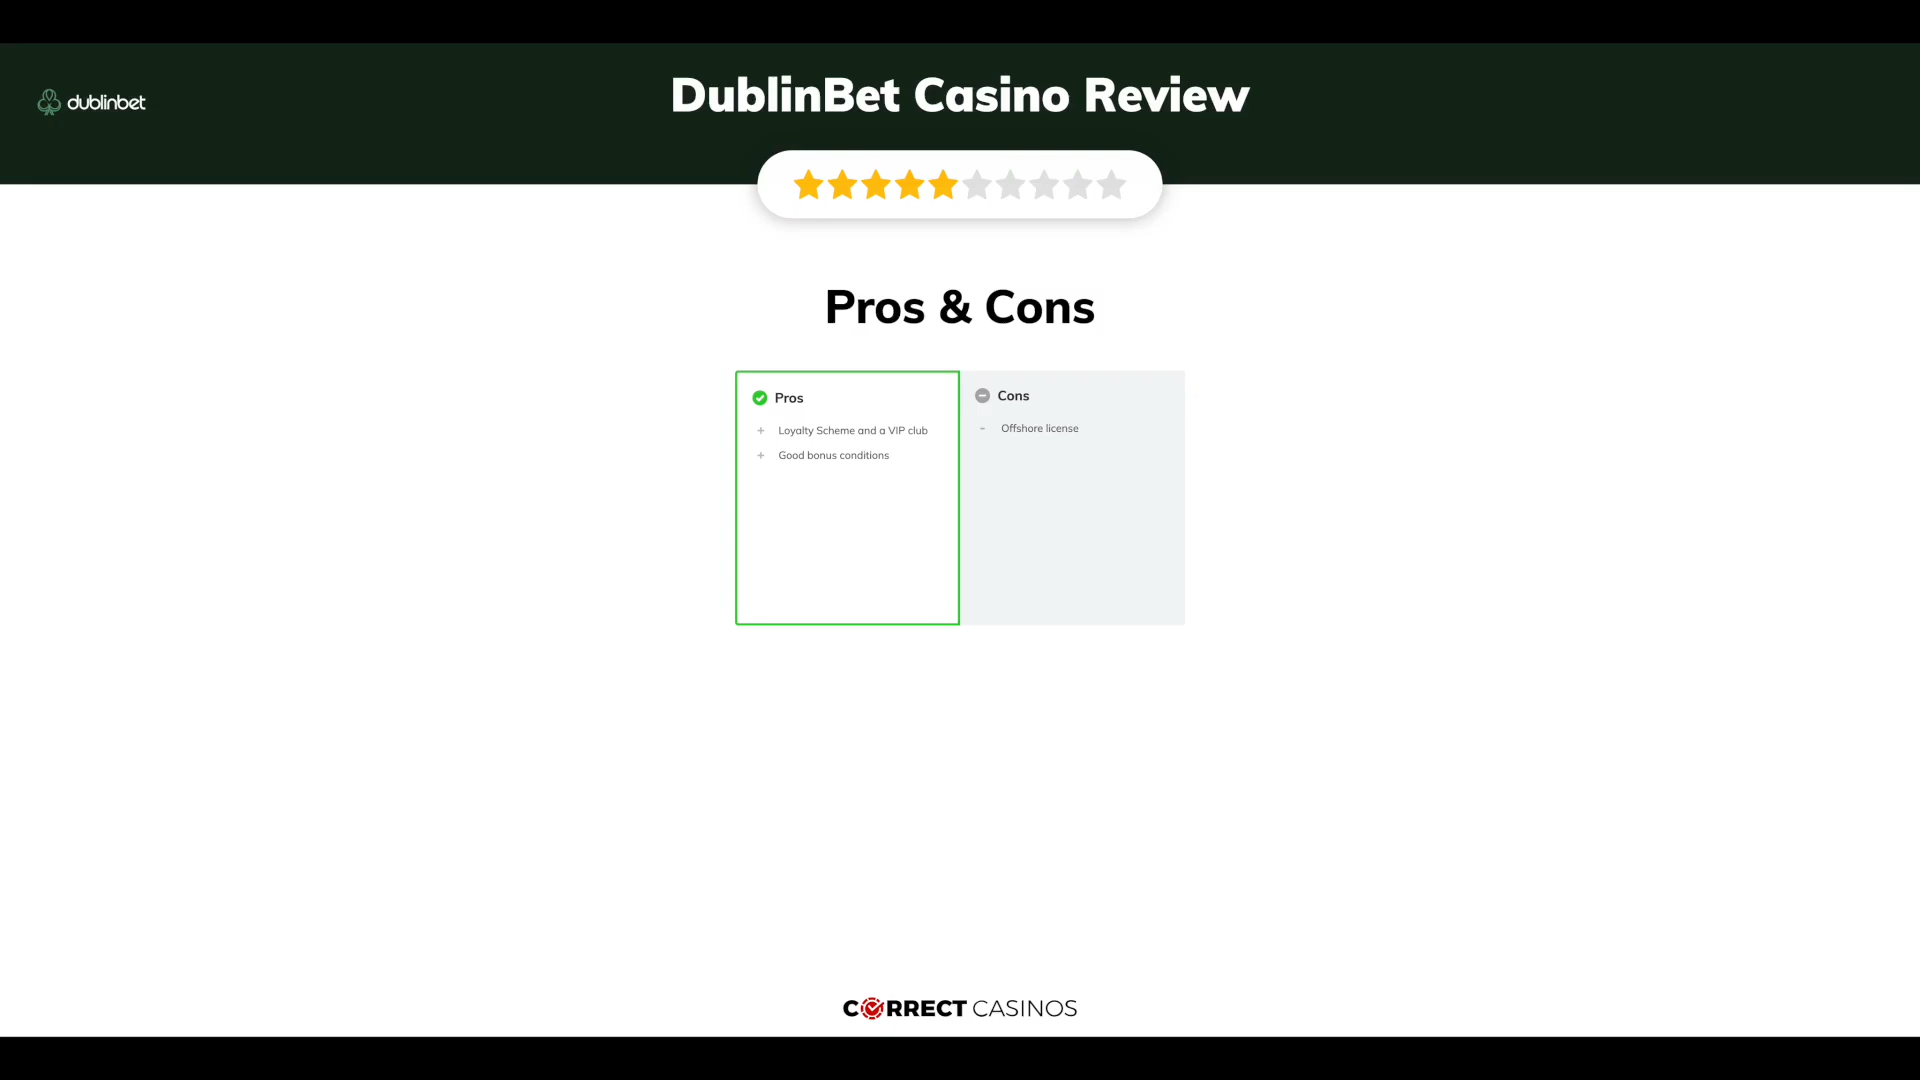 dublinbet
DublinBet Casino Review
Pros & Cons
Pros
+ Loyalty Scheme and a VIP club
+ Good bonus conditions
Cons
- Offshore license
CORRECT CASINOS